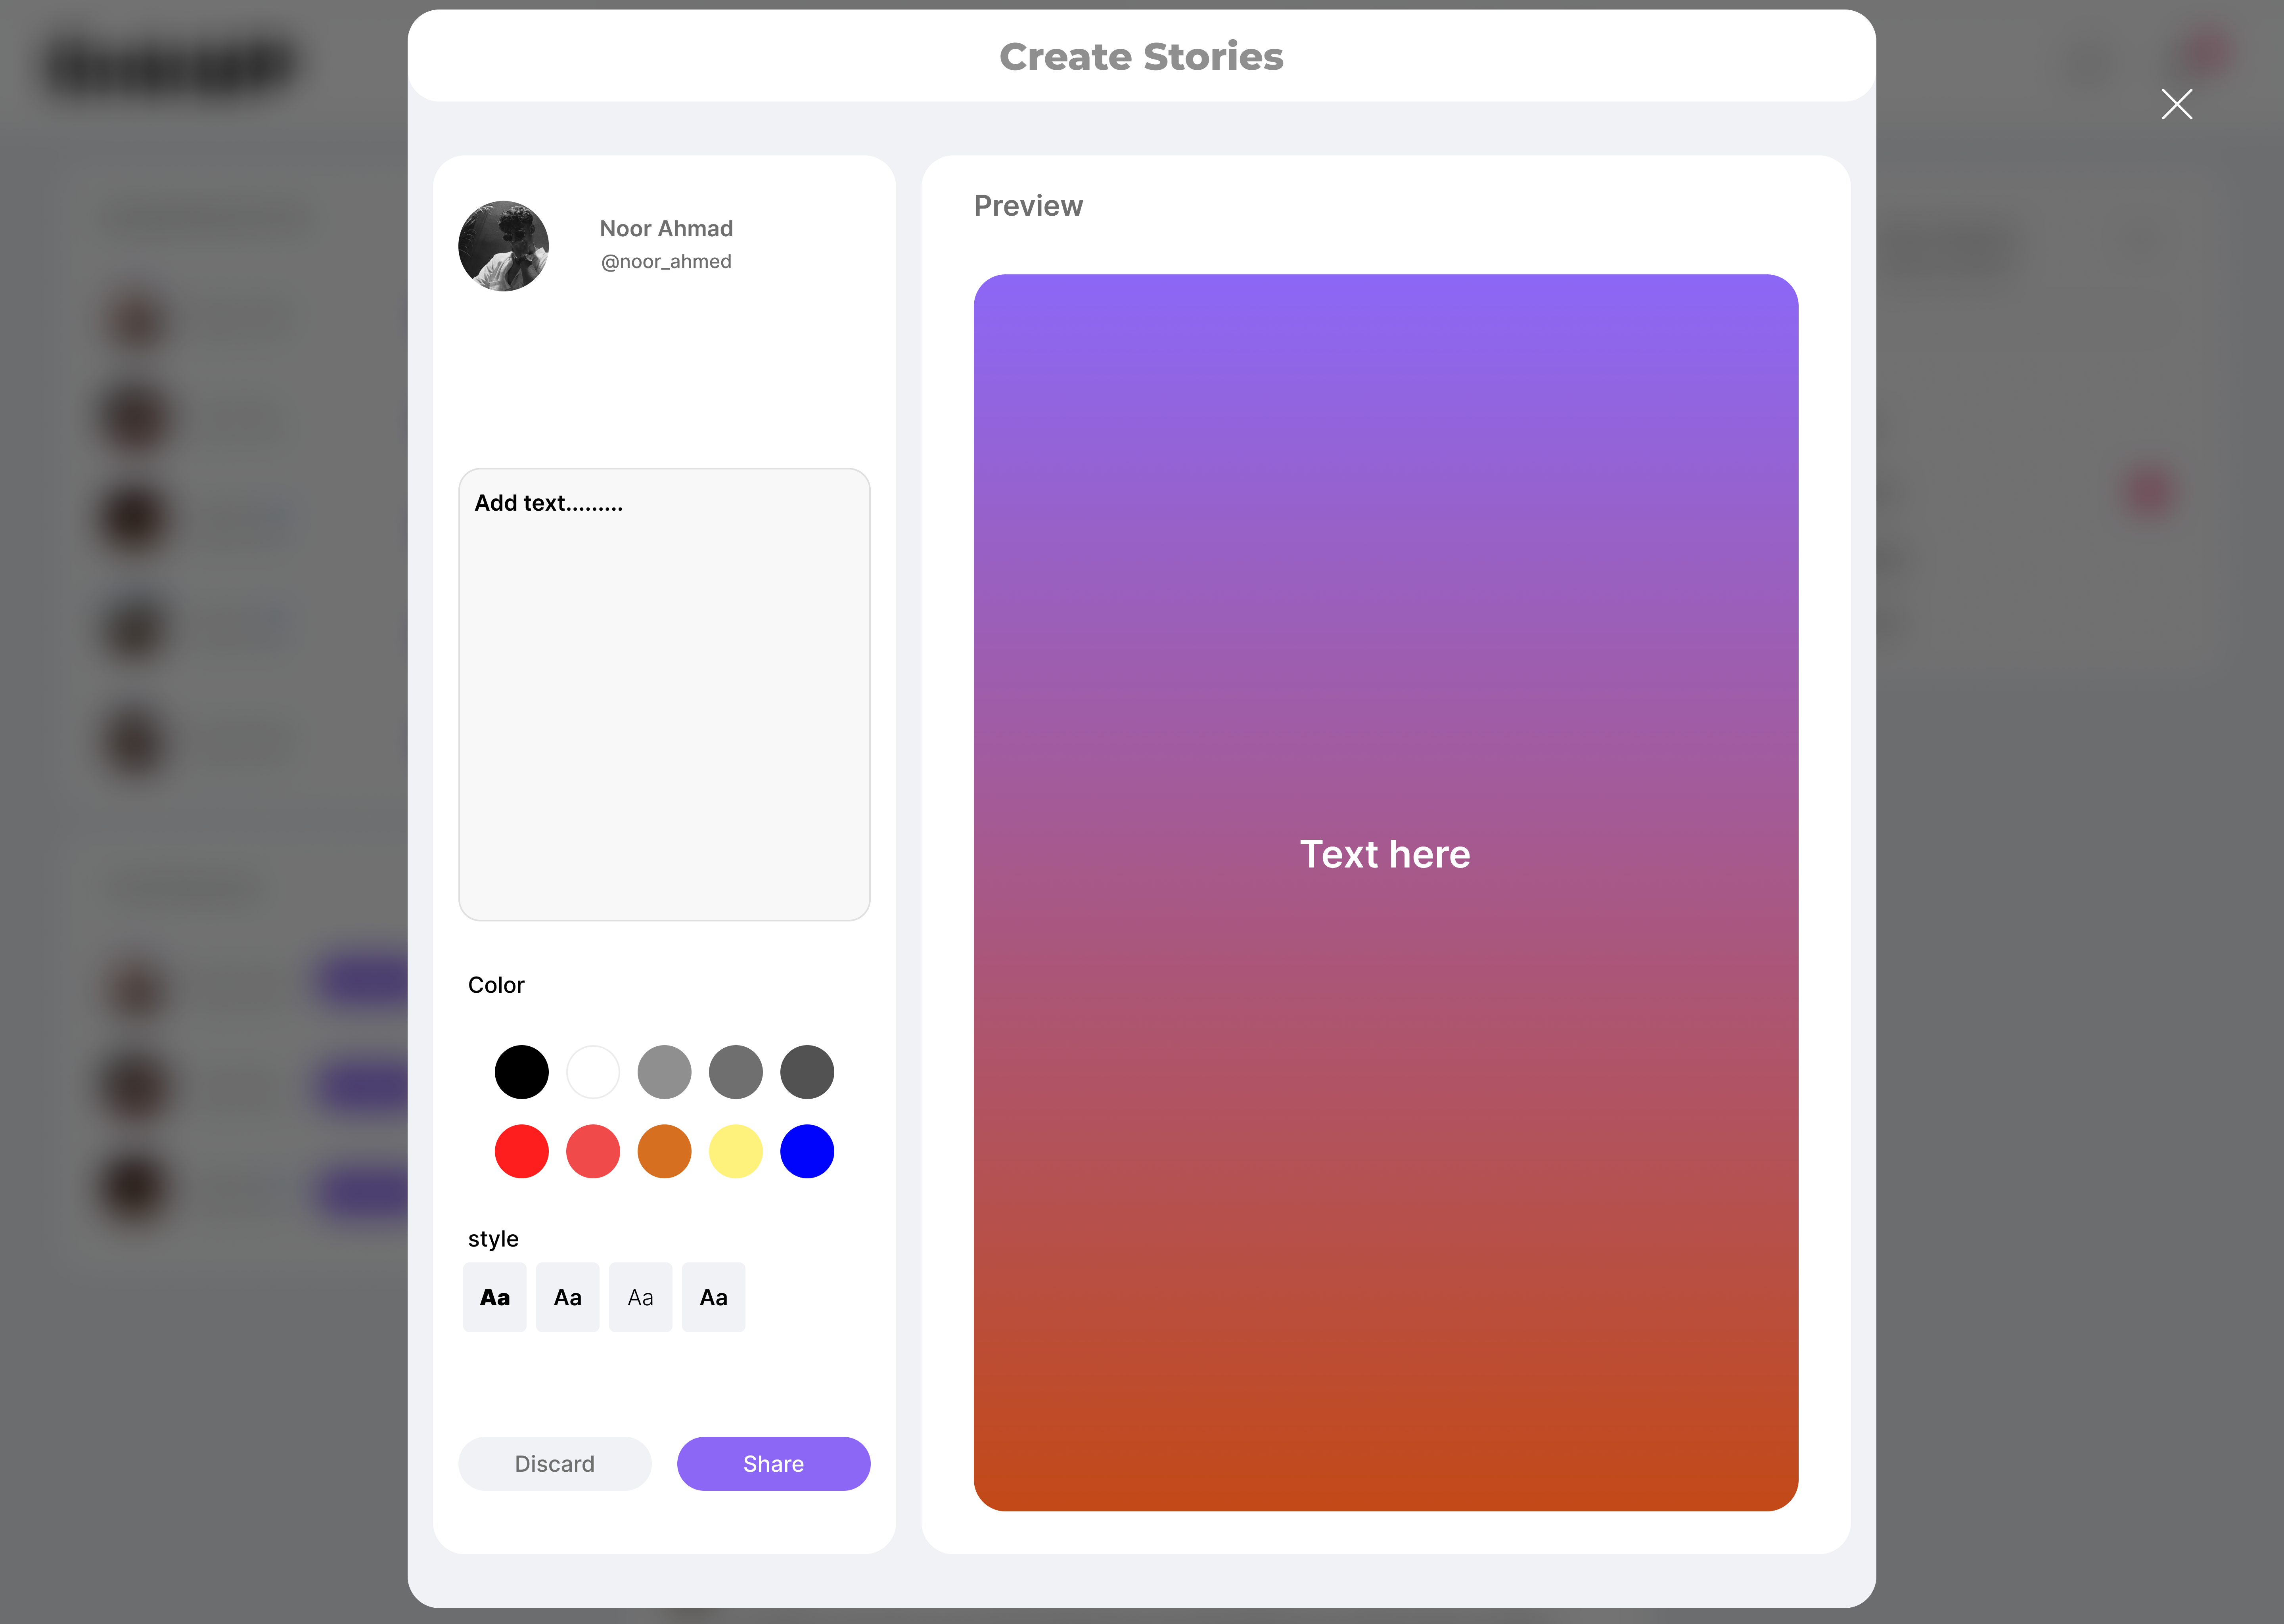 Create Stories
Noor Ahmad
@noor_ahmed
Add text.........
Color
style
Aa Aa Aa Aa
Discard Share
Preview
Text here